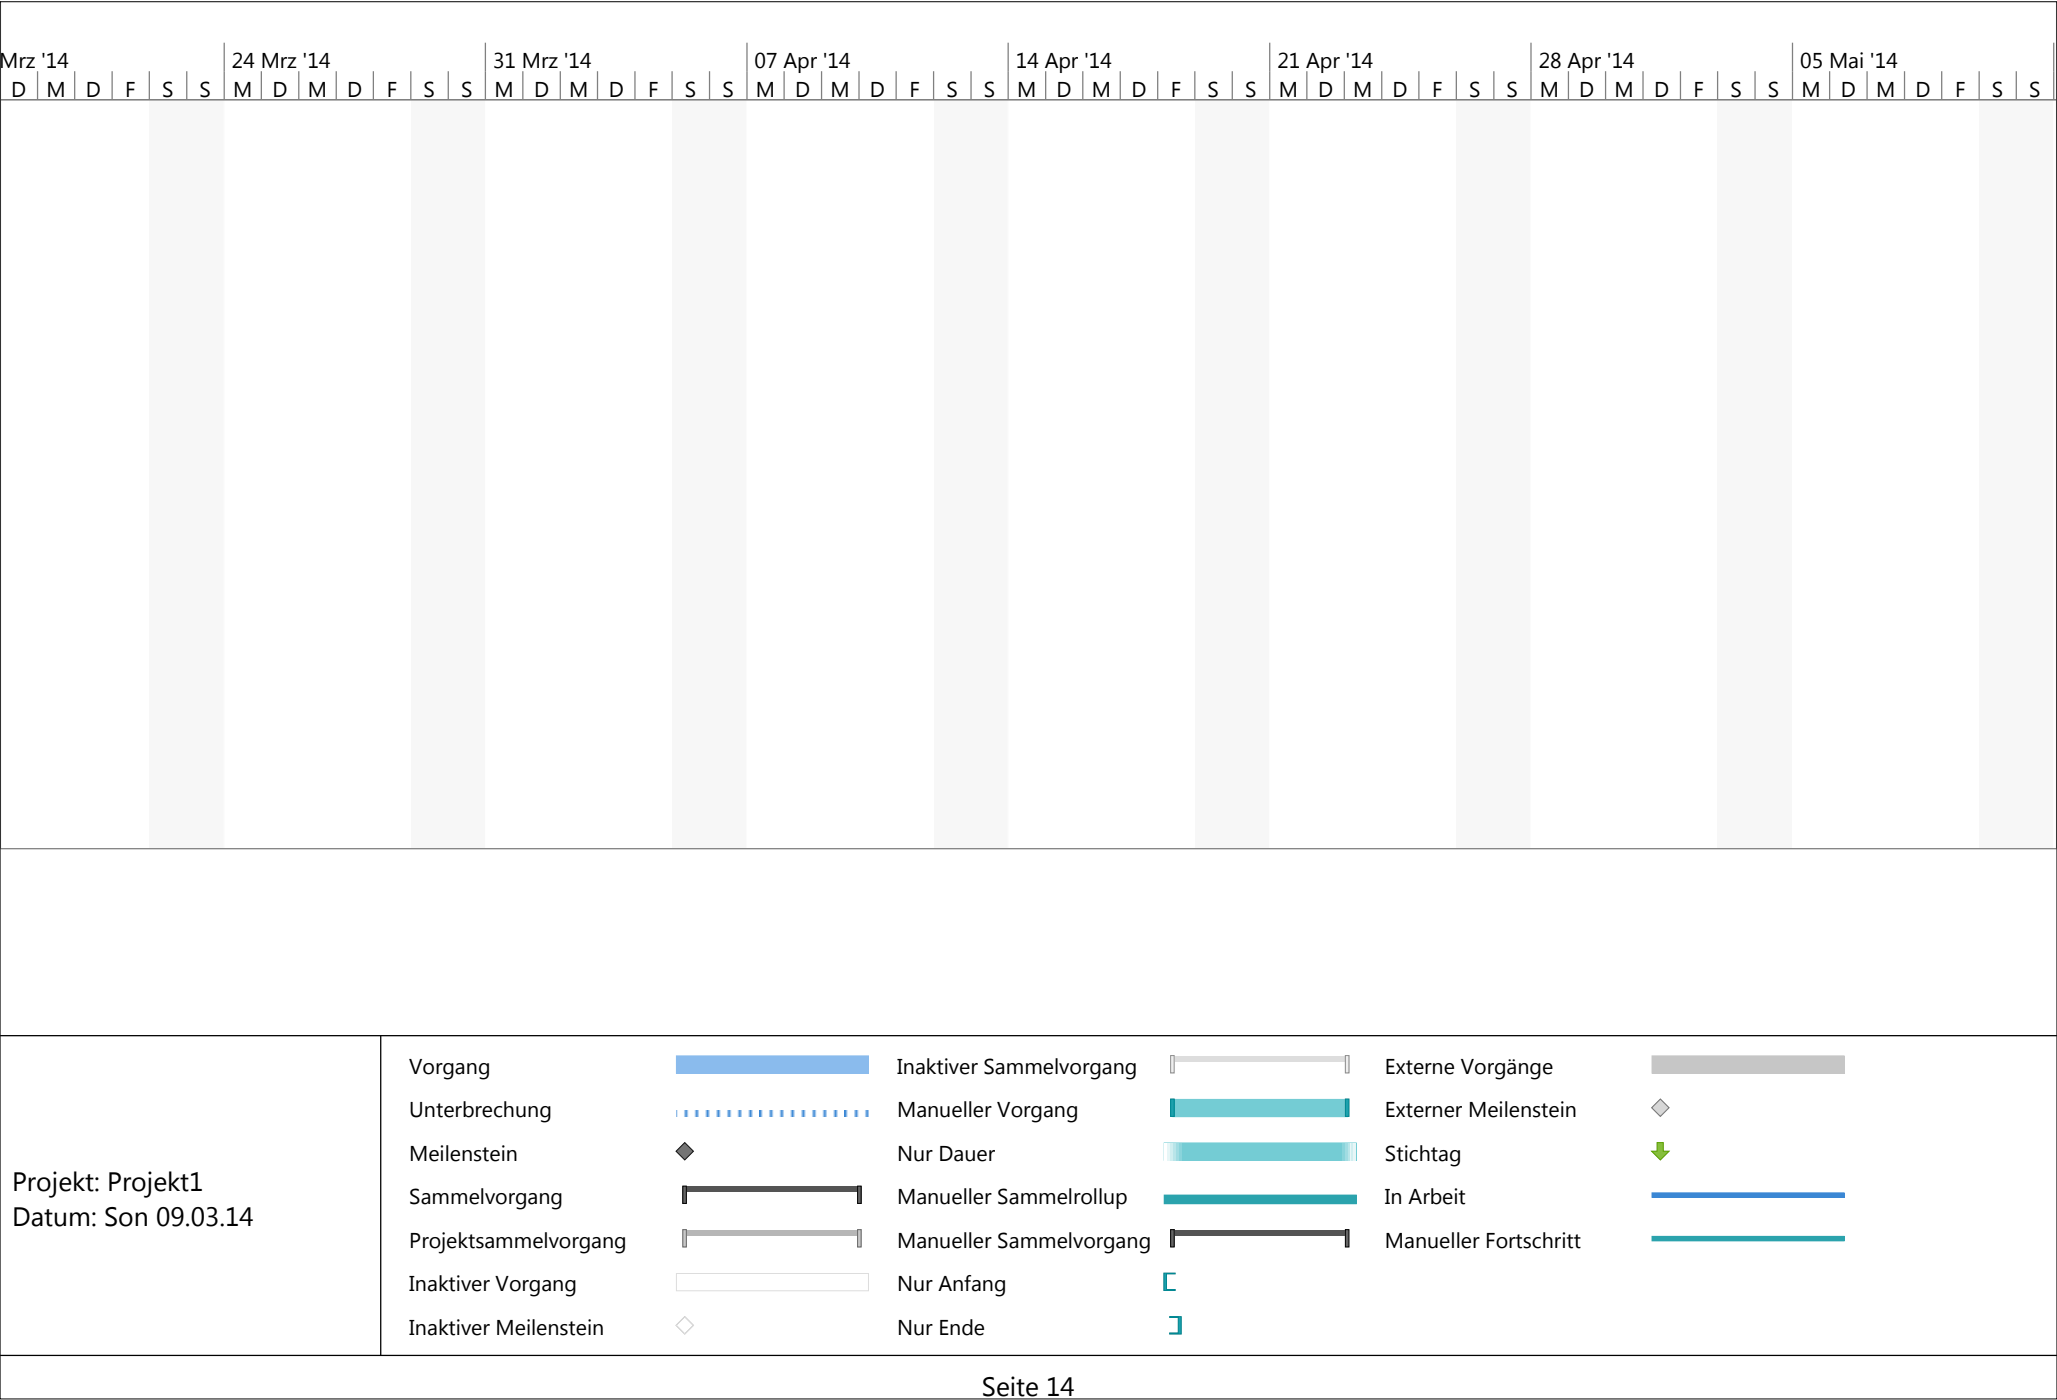 Mrz '14 24 Mrz '14 31 Mrz '14 07 Apr '14 14 Apr '14 21 Apr '14 28 Apr '14 05 Mai '14
D M D F S S M D M D F S S M D M D F S S M D M D F S S M D M D F S S M D M D F S S M D M D F S S M D M D F S S
Projekt: Projekt1
Datum: Son 09.03.14
Vorgang
Unterbrechung
Meilenstein
Sammelvorgang
Projektsammelvorgang
Inaktiver Vorgang
Inaktiver Meilenstein
Inaktiver Sammelvorgang
Manueller Vorgang
Nur Dauer
Manueller Sammelrollup
Manueller Sammelvorgang
Nur Anfang
Nur Ende
Externe Vorgänge
Externer Meilenstein
Stichtag
In Arbeit
Manueller Fortschritt
Seite 14